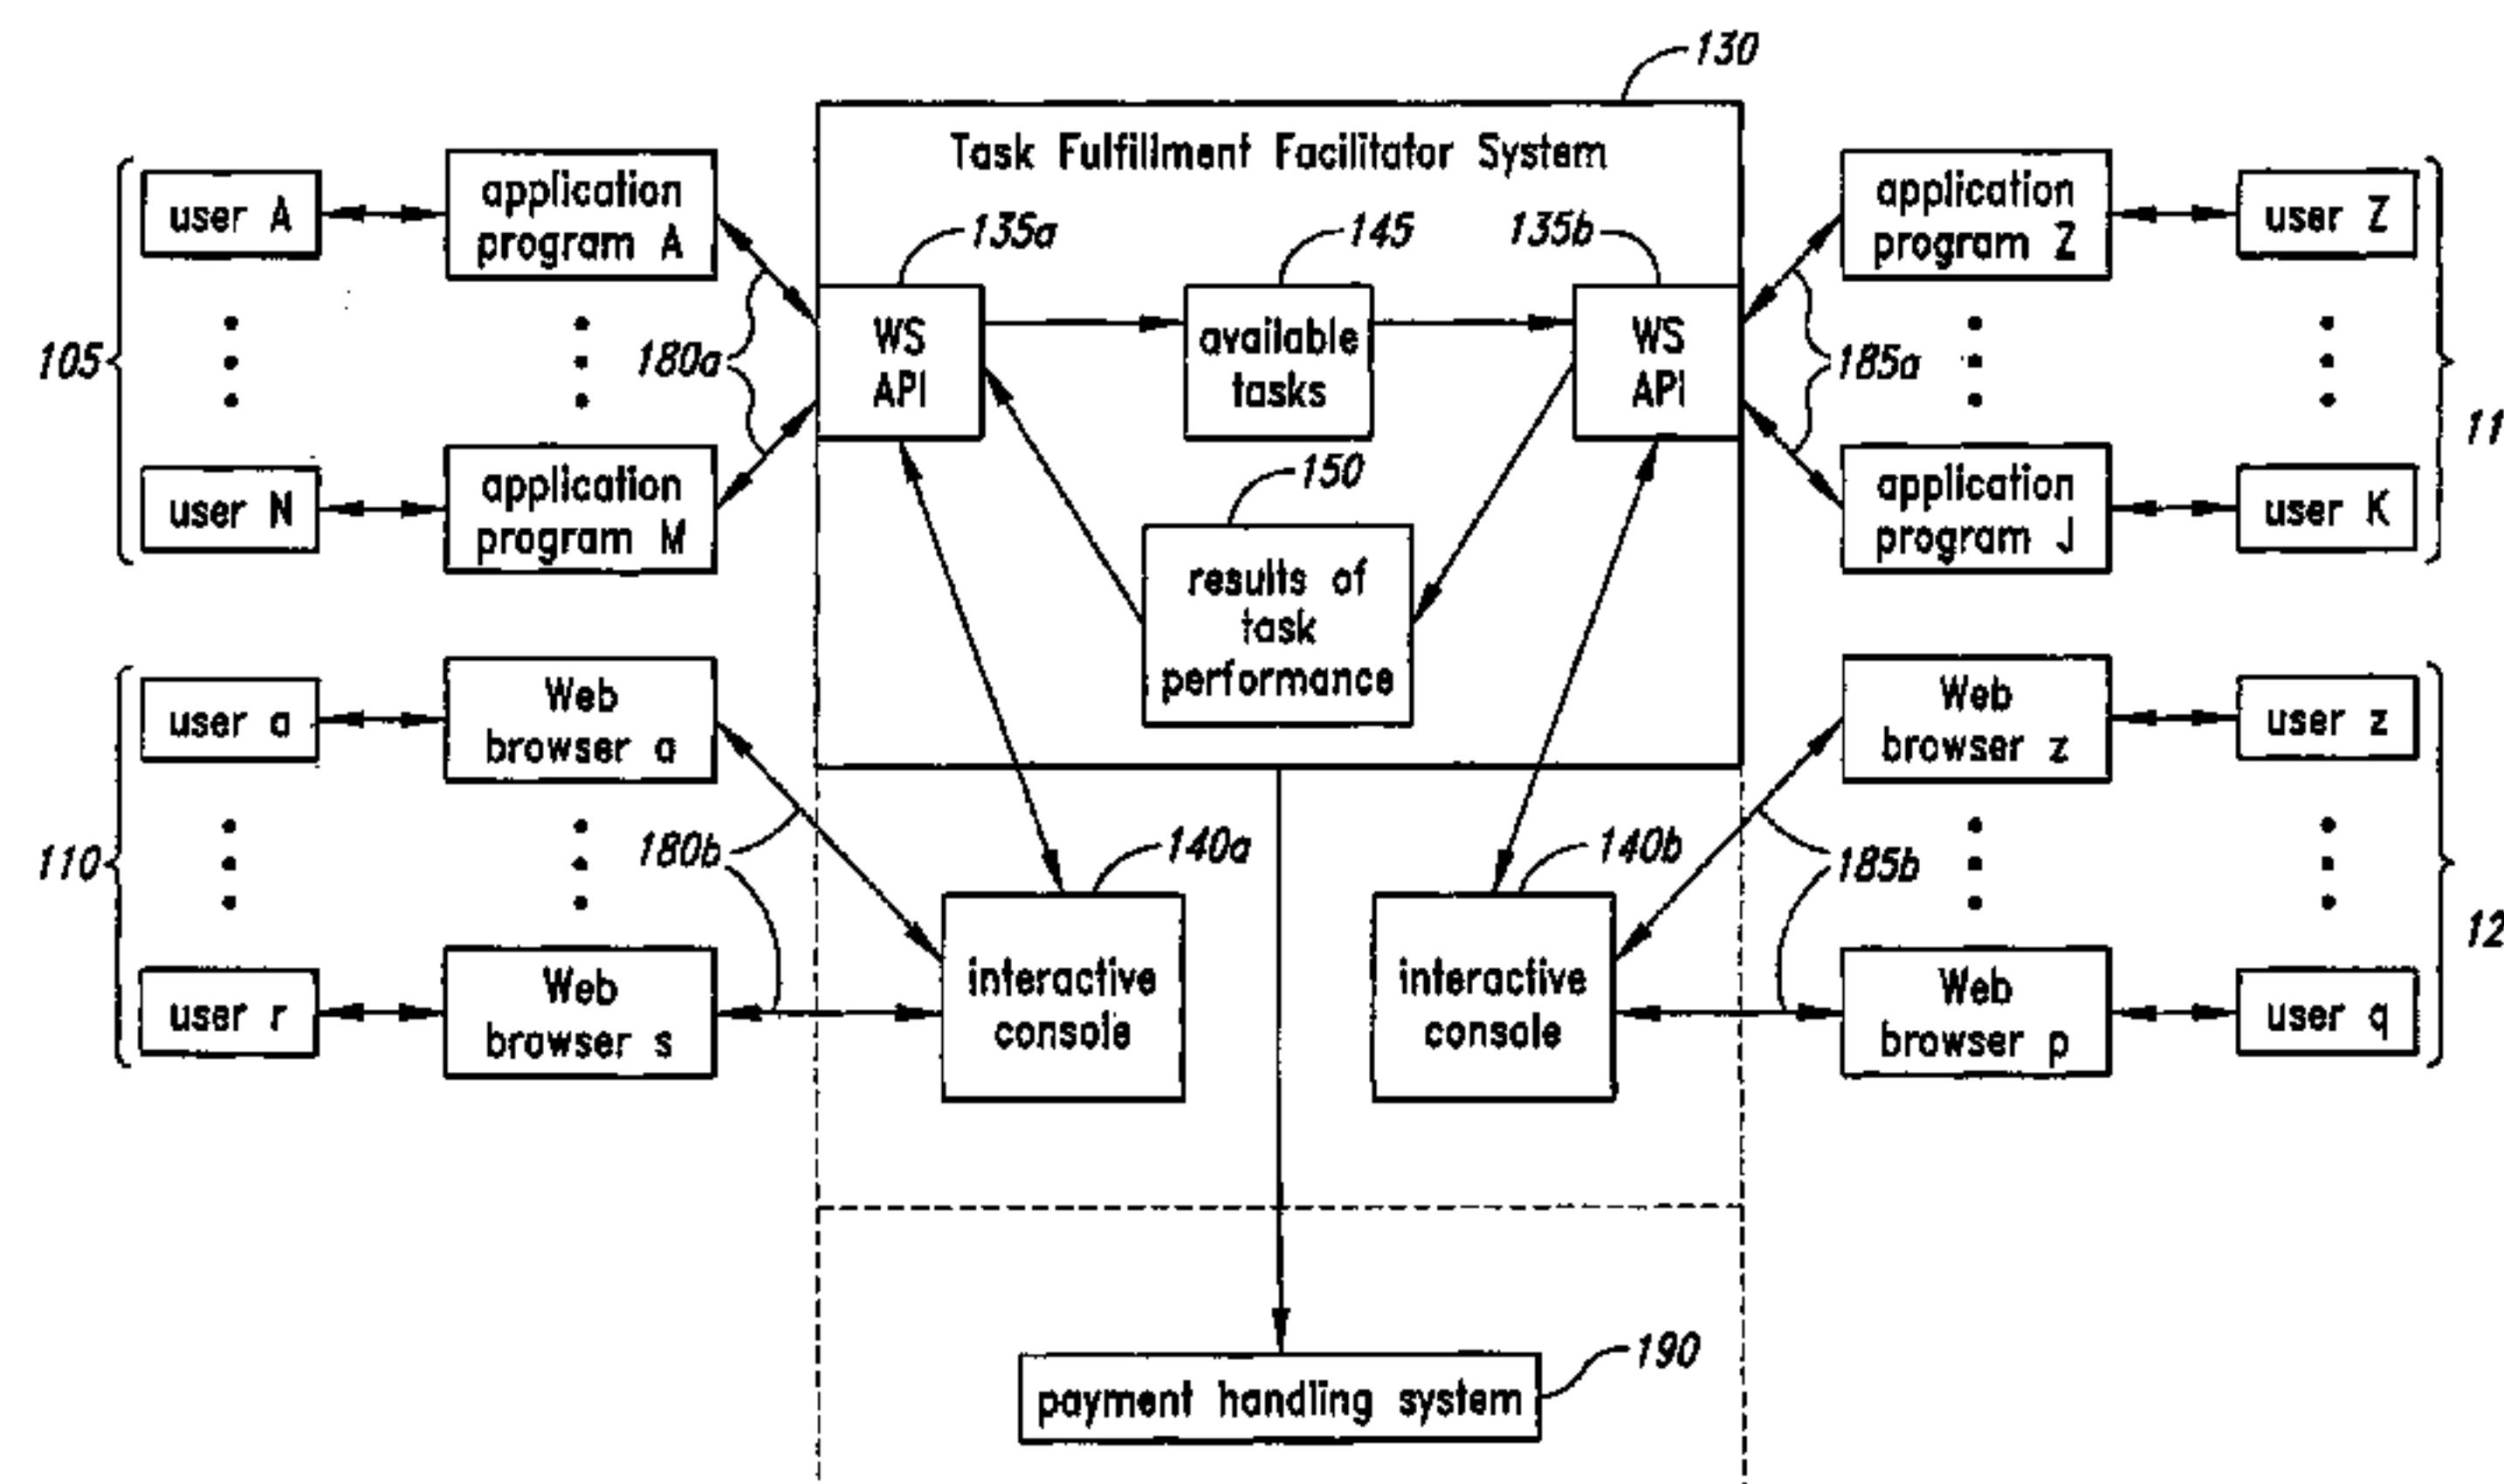 130
Task Fulfillment Facilitator System
user A
application
program A
135a
145
135b
application
program Z
user Z
105
180a
WS
API
available
tasks
WS
API
185a
11
user N
application
program M
150
results of
task
performance
application
program J
user K
user a
Web
browser a
Web
browser z
user z
110
180b
140a
140b
185b
12
user r
Web
browser s
interactive
console
interactive
console
Web
browser p
user q
190
payment handling system